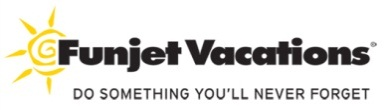 Funjet Vacations®
DO SOMETHING YOU'LL NEVER FORGET